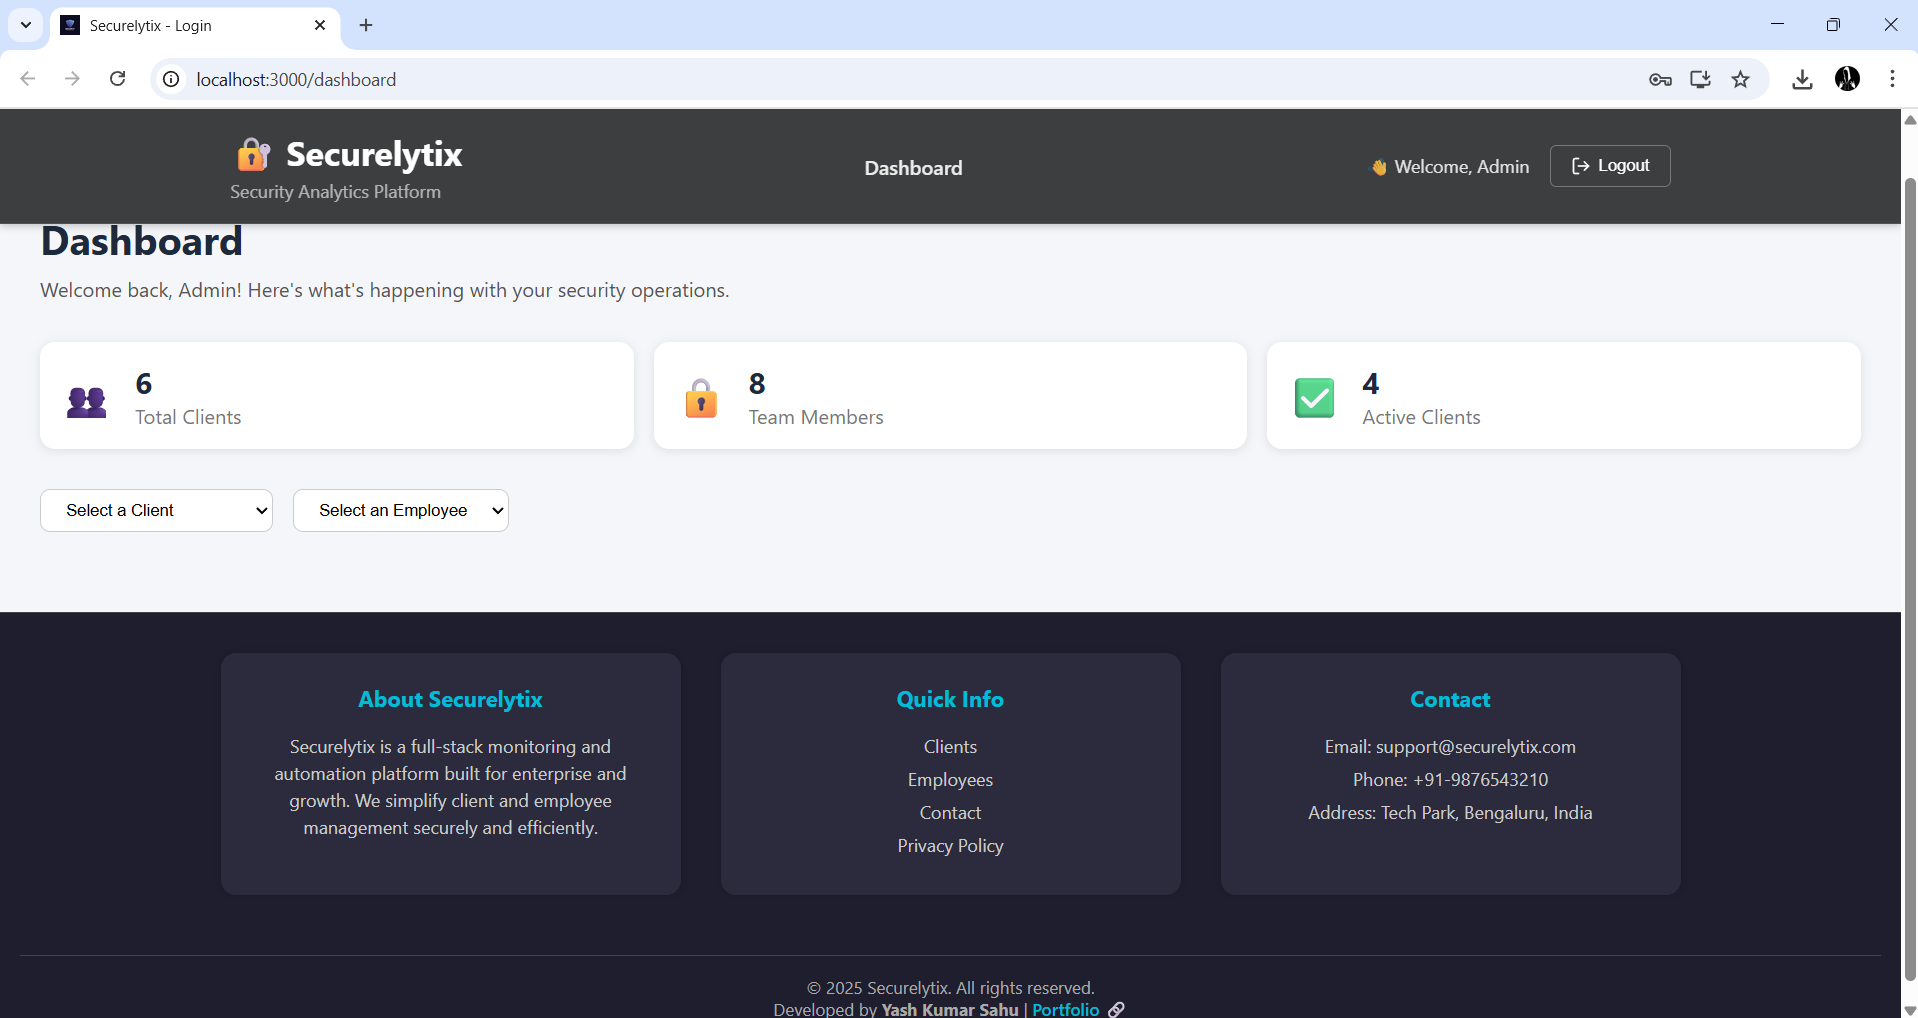 Securelytix - Login
localhost:3000/dashboard
Securelytix
Security Analytics Platform
Dashboard
Welcome, Admin
Logout
Dashboard
Welcome back, Admin! Here's what's happening with your security operations.
6
Total Clients
8
Team Members
4
Active Clients
Select a Client
Select an Employee
About Securelytix
Securelytix is a full-stack monitoring and
automation platform built for enterprise and
growth. We simplify client and employee
management securely and efficiently.
Quick Info
Clients
Employees
Contact
Privacy Policy
Contact
Email: support@securelytix.com
Phone: +91-9876543210
Address: Tech Park, Bengaluru, India
© 2025 Securelytix. All rights reserved.
Developed by Yash Kumar Sahu | Portfolio